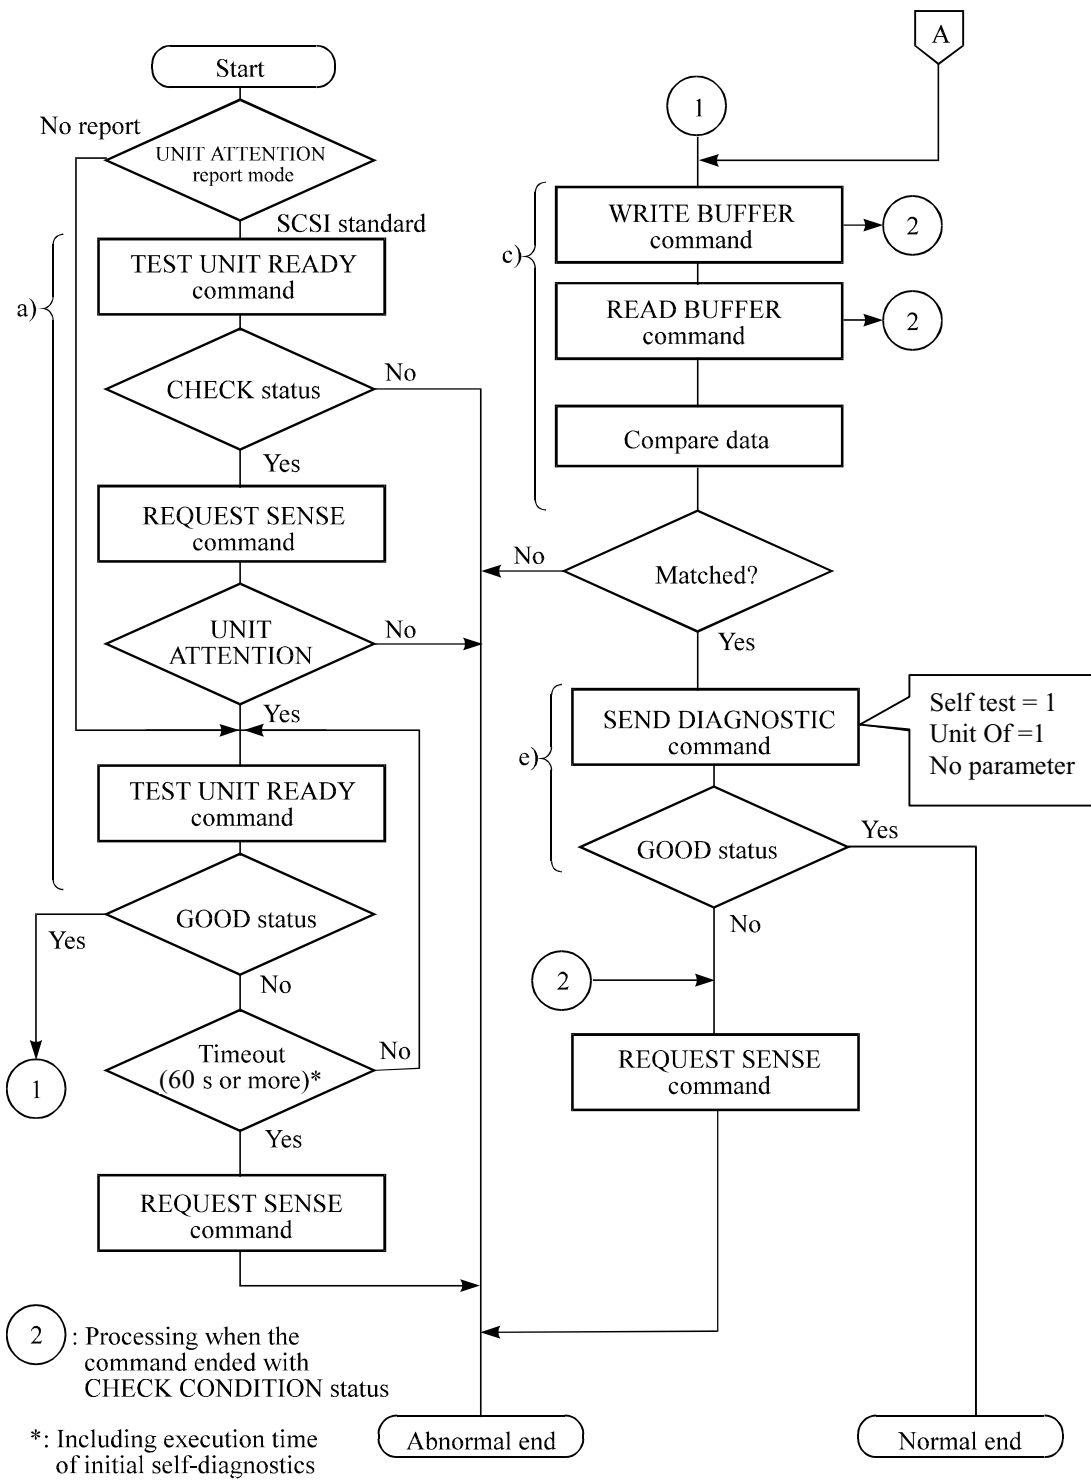 Start
No report
UNIT ATTENTION
report mode
SCSI standard
a)
TEST UNIT READY
command
CHECK status
No
Yes
REQUEST SENSE
command
UNIT
ATTENTION
No
Yes
TEST UNIT READY
command
GOOD status
Yes
No
1
Timeout
(60 s or more)*
No
Yes
REQUEST SENSE
command
2
: Processing when the
command ended with
CHECK CONDITION status
*: Including execution time
of initial self-diagnostics
A
1
c)
WRITE BUFFER
command
2
READ BUFFER
command
2
Compare data
Matched?
No
Yes
e)
SEND DIAGNOSTIC
command
Self test = 1
Unit Of =1
No parameter
GOOD status
Yes
No
2
REQUEST SENSE
command
Abnormal end
Normal end